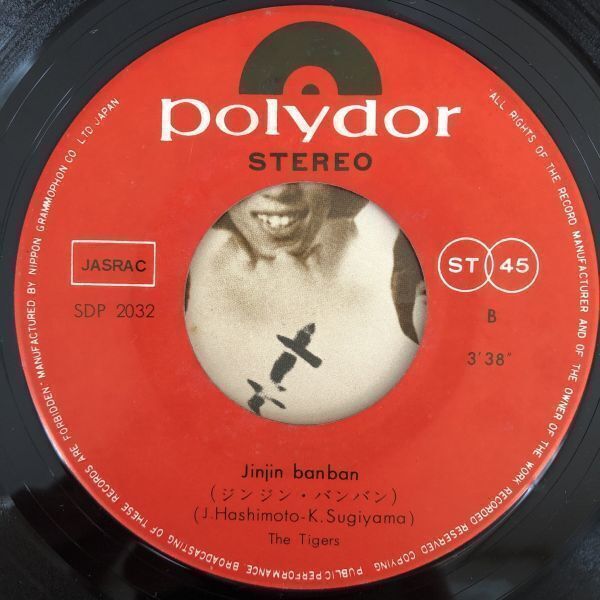 polydor
STEREO
JASRAC
SDP 2032
ST 45
B
3'38"
Jinjin banban
(ジンジン・バンバン)
(J.Hashimoto-K.Sugiyama)
The Tigers
ALL RIGHTS OF THE RECORD MANUFACTURER AND OF THE OWNER OF THE WORK RECORDED RESERVED COPYING PUBLIC PERFORMANCE BROADCASTING OF THESE RECORDS ARE FORBIDDEN · MANUFACTURED BY NIPPON GRAMMOPHON CO. LTD. JAPAN